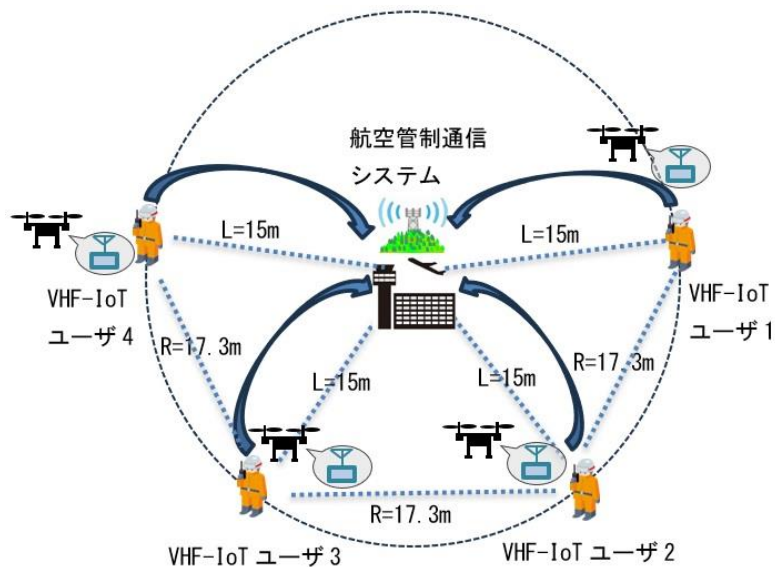 航空管制通信
システム
L=15m
L=15m
VHF-IoT
ユーザ4
VHF-IoT
ユーザ1
R=17.3m
R=17.3m
L=15m
L=15m
R=17.3m
VHF-IoT ユーザ3
VHF-IoT ユーザ2